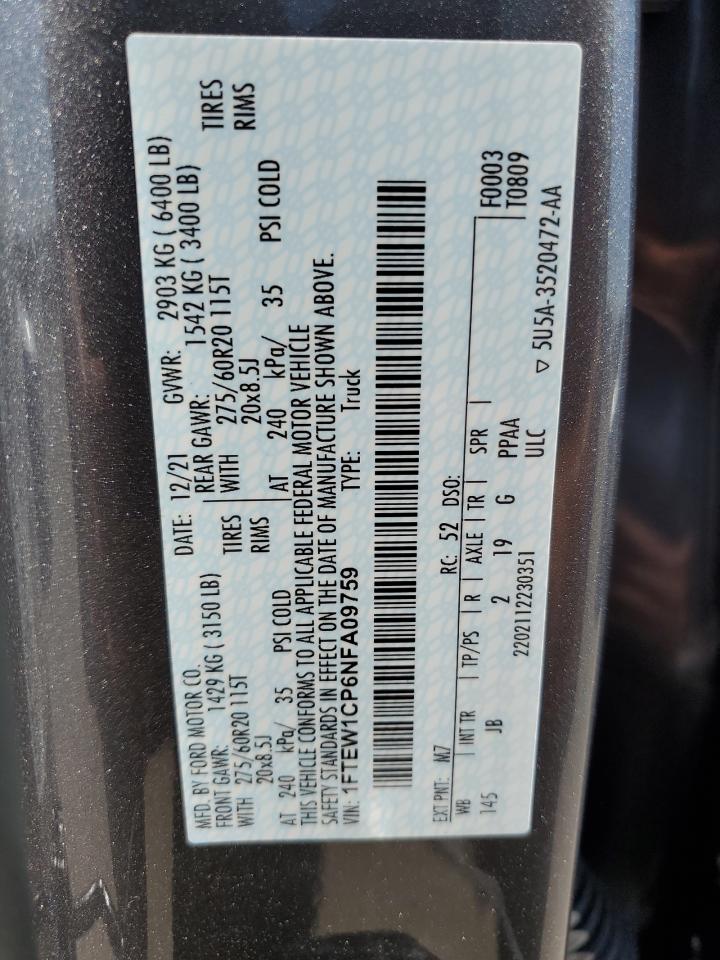 MFD. BY FORD MOTOR CO. DATE: 12/21 GVWR: 2903 KG ( 6400 LB)
FRONT GAWR: 1429 KG ( 3150 LB) REAR GAWR: 1542 KG ( 3400 LB)
WITH 275/60R20 115T TIRES WITH 275/60R20 115T TIRES
20x8.5J RIMS 20x8.5J RIMS
AT 240 kPa/ 35 PSI COLD AT 240 kPa/ 35 PSI COLD
THIS VEHICLE CONFORMS TO ALL APPLICABLE FEDERAL MOTOR VEHICLE
SAFETY STANDARDS IN EFFECT ON THE DATE OF MANUFACTURE SHOWN ABOVE.
VIN: 1FTEW1CP6NFA09759 TYPE: Truck
EXT PNT: M7 RC: 52 DSO: F0003
WB INT TR TP/PS R AXLE TR SPR T0809
145 JB 2 19 G PPAA
2202112230351 ULC
▽ 5U5A-3520472-AA